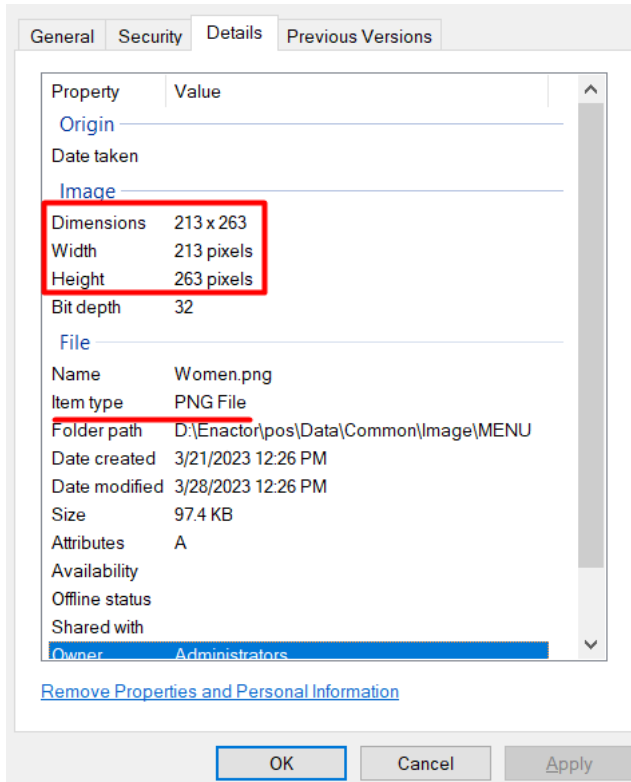 General Security Details Previous Versions
Property Value
Origin
Date taken
Image
Dimensions 213 x 263
Width 213 pixels
Height 263 pixels
Bit depth 32
File
Name Women.png
Item type PNG File
Folder path D:\Enactor\pos\Data\Common\Image\MENU
Date created 3/21/2023 12:26 PM
Date modified 3/28/2023 12:26 PM
Size 97.4 KB
Attributes A
Availability
Offline status
Shared with
Owner Administrators
Remove Properties and Personal Information
OK Cancel Apply